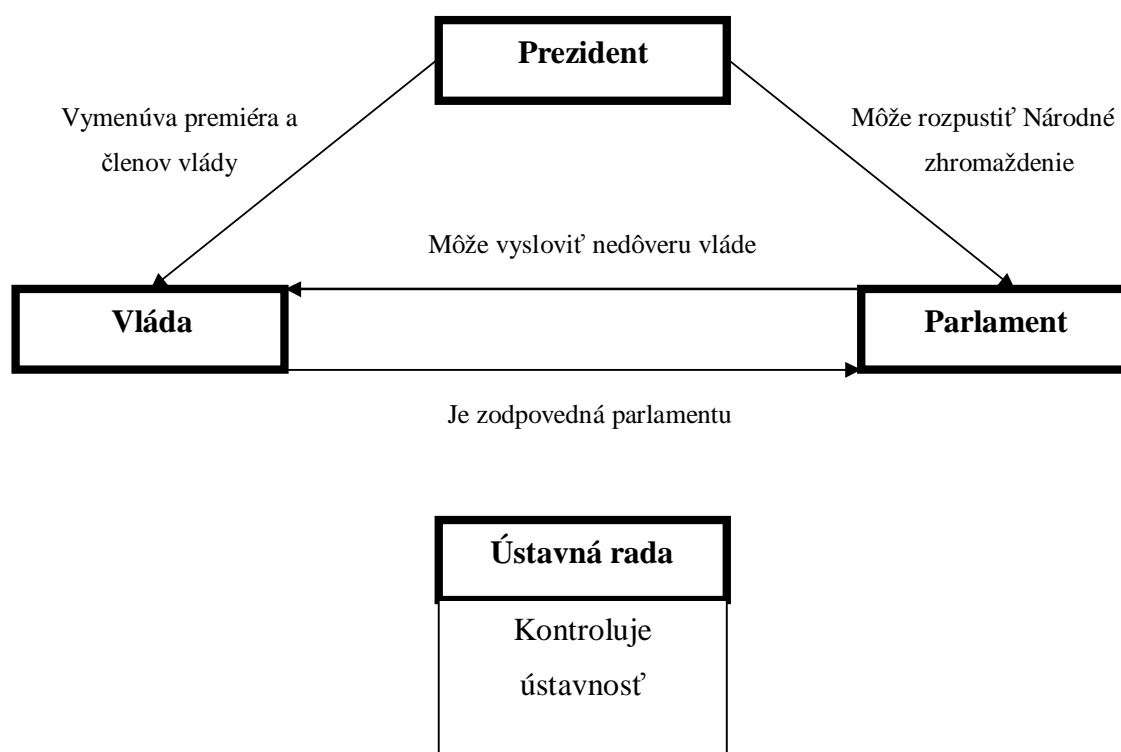 Prezident
Vymenúva premiéra a
členov vlády
Môže rozpustiť Národné
zhromaždenie
Môže vysloviť nedôveru vláde
Vláda
Parlament
Je zodpovedná parlamentu
Ústavná rada
Kontroluje
ústavnosť